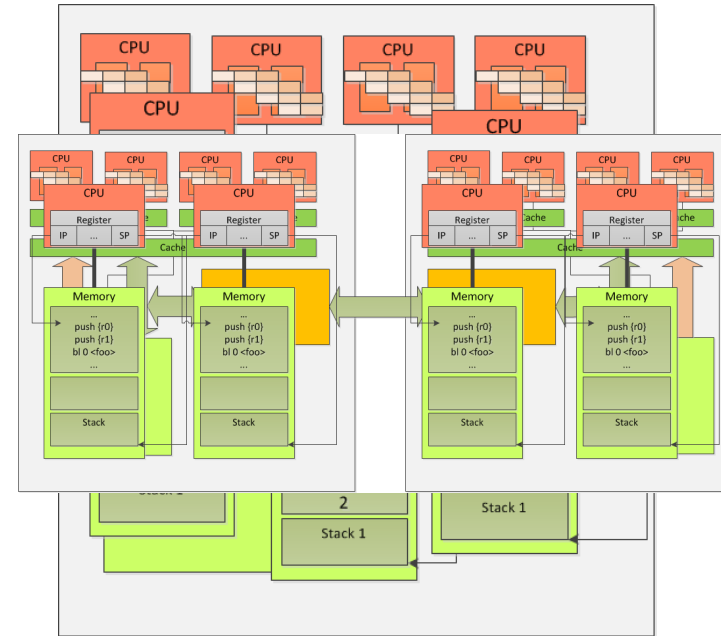 CPU
CPU
CPU
CPU
CPU
CPU
CPU
CPU
CPU
CPU
CPU
CPU
Register
IP
...
SP
Cache
Memory
...
push {r0}
push {r1}
bl 0 <foo>
...
Stack
CPU
Register
IP
...
SP
Memory
...
push {r0}
push {r1}
bl 0 <foo>
...
Stack
CPU
CPU
CPU
CPU
Cache
CPU
Register
IP
...
SP
Cache
Memory
...
push {r0}
push {r1}
bl 0 <foo>
...
Stack
CPU
Register
IP
...
SP
Memory
...
push {r0}
push {r1}
bl 0 <foo>
...
Stack
Stack 1
2
Stack 1
Stack 1